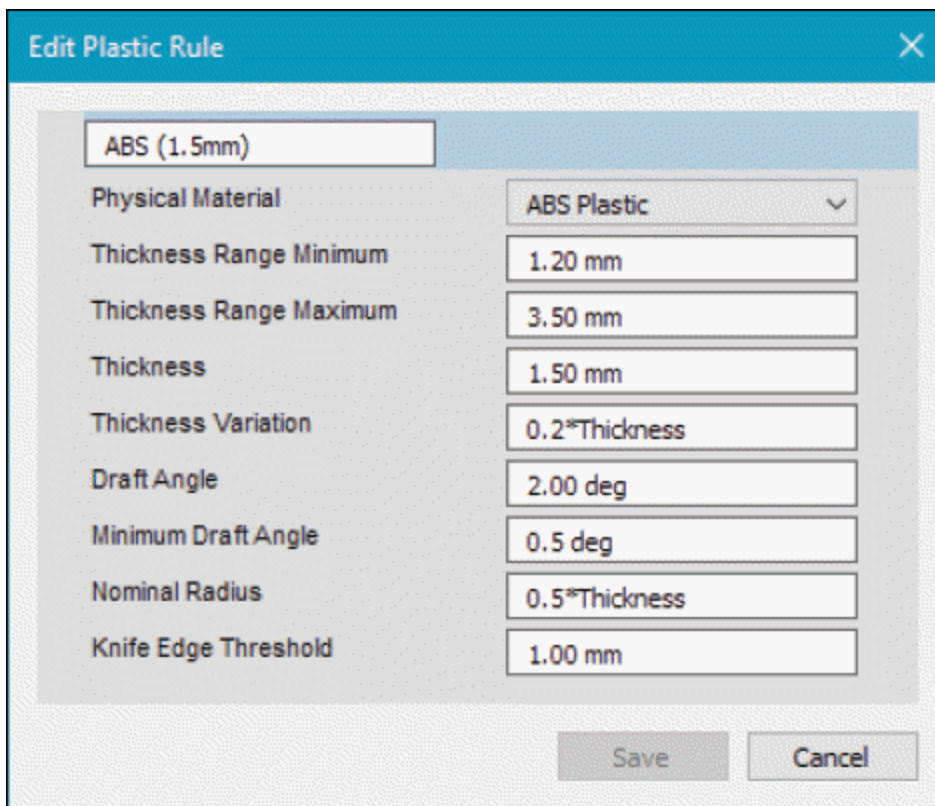 Edit Plastic Rule
ABS (1.5mm)
Physical Material ABS Plastic
Thickness Range Minimum 1.20 mm
Thickness Range Maximum 3.50 mm
Thickness 1.50 mm
Thickness Variation 0.2*Thickness
Draft Angle 2.00 deg
Minimum Draft Angle 0.5 deg
Nominal Radius 0.5*Thickness
Knife Edge Threshold 1.00 mm
Save Cancel